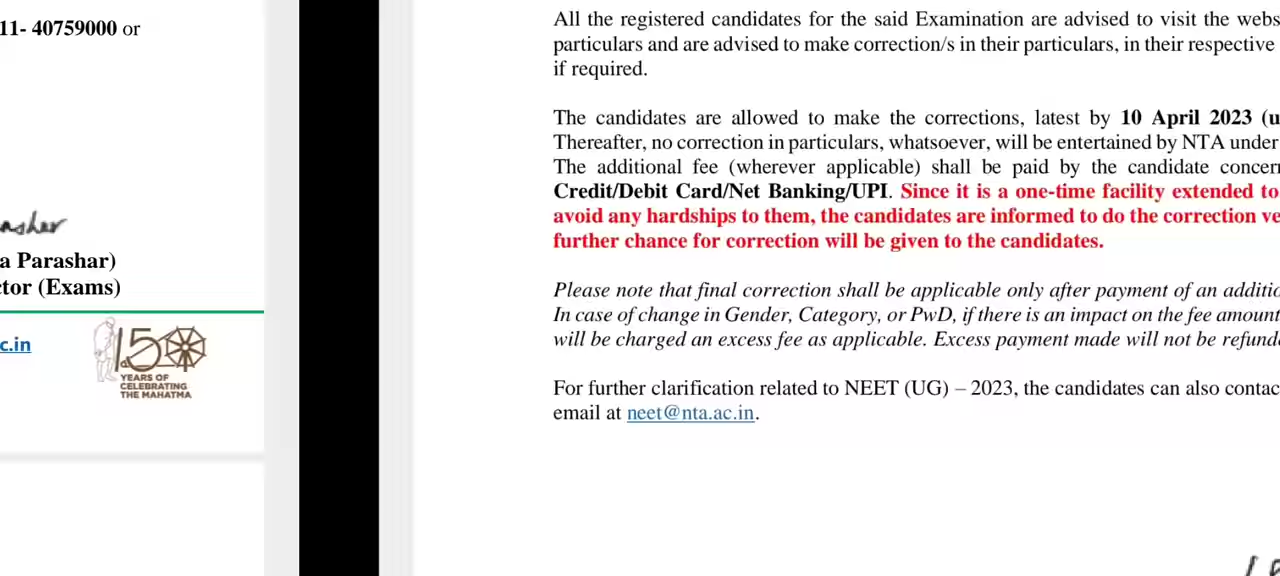 11- 40759000 or
a Parashar)
ctor (Exams)
c.in
150
YEARS OF
CELEBRATING
THE MAHATMA
All the registered candidates for the said Examination are advised to visit the webs
particulars and are advised to make correction/s in their particulars, in their respective
if required.
The candidates are allowed to make the corrections, latest by 10 April 2023 (u
Thereafter, no correction in particulars, whatsoever, will be entertained by NTA under
The additional fee (wherever applicable) shall be paid by the candidate concer
Credit/Debit Card/Net Banking/UPI. Since it is a one-time facility extended to
avoid any hardships to them, the candidates are informed to do the correction ve
further chance for correction will be given to the candidates.
Please note that final correction shall be applicable only after payment of an additio
In case of change in Gender, Category, or PwD, if there is an impact on the fee amount
will be charged an excess fee as applicable. Excess payment made will not be refund
For further clarification related to NEET (UG) – 2023, the candidates can also contac
email at neet@nta.ac.in.